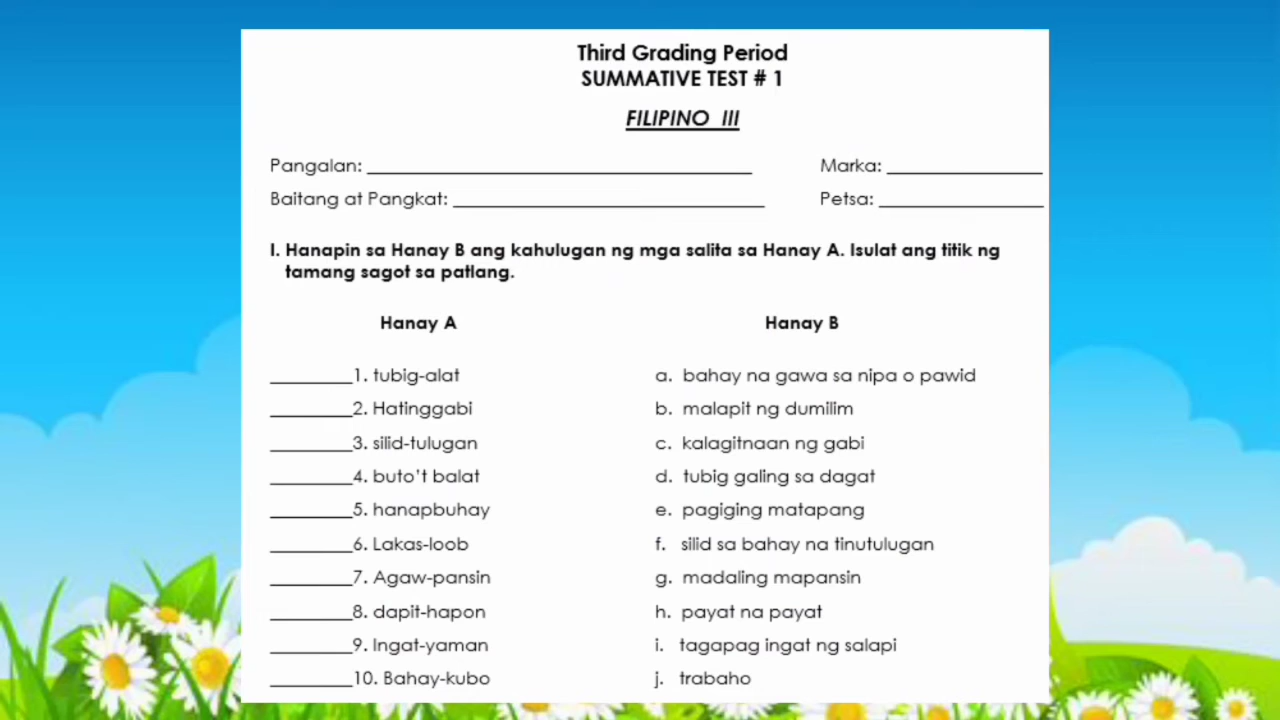 Third Grading Period
SUMMATIVE TEST # 1
FILIPINO III
Pangalan: ____________________ Marka: __________
Baitang at Pangkat: ____________________ Petsa: __________
I. Hanapin sa Hanay B ang kahulugan ng mga salita sa Hanay A. Isulat ang titik ng
tamang sagot sa patlang.
Hanay A Hanay B
________1. tubig-alat a. bahay na gawa sa nipa o pawid
________2. Hatinggabi b. malapit ng dumilim
________3. silid-tulugan c. kalagitnaan ng gabi
________4. buto’t balat d. tubig galing sa dagat
________5. hanapbuhay e. pagiging matapang
________6. Lakas-loob f. silid sa bahay na tinutulugan
________7. Agaw-pansin g. madaling mapansin
________8. dapit-hapon h. payat na payat
________9. Ingat-yaman i. tagapag ingat ng salapi
________10. Bahay-kubo j. trabaho